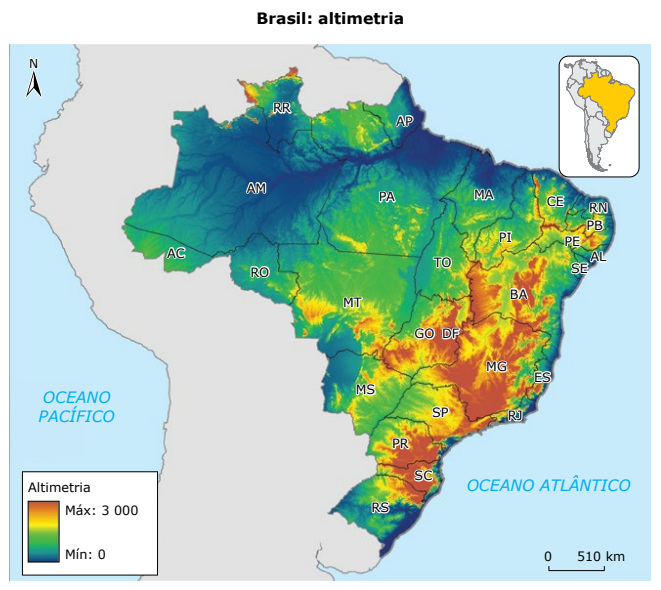 Brasil: altimetria
N
RR
AP
AM
PA
MA
CE
RN
PB
PI
PE
AL
SE
AC
RO
TO
BA
MT
GO DF
MG
ES
MS
SP
RJ
OCEANO
PACÍFICO
PR
SC
RS
OCEANO ATLÂNTICO
Altimetria
Máx: 3 000
Mín: 0
0 510 km